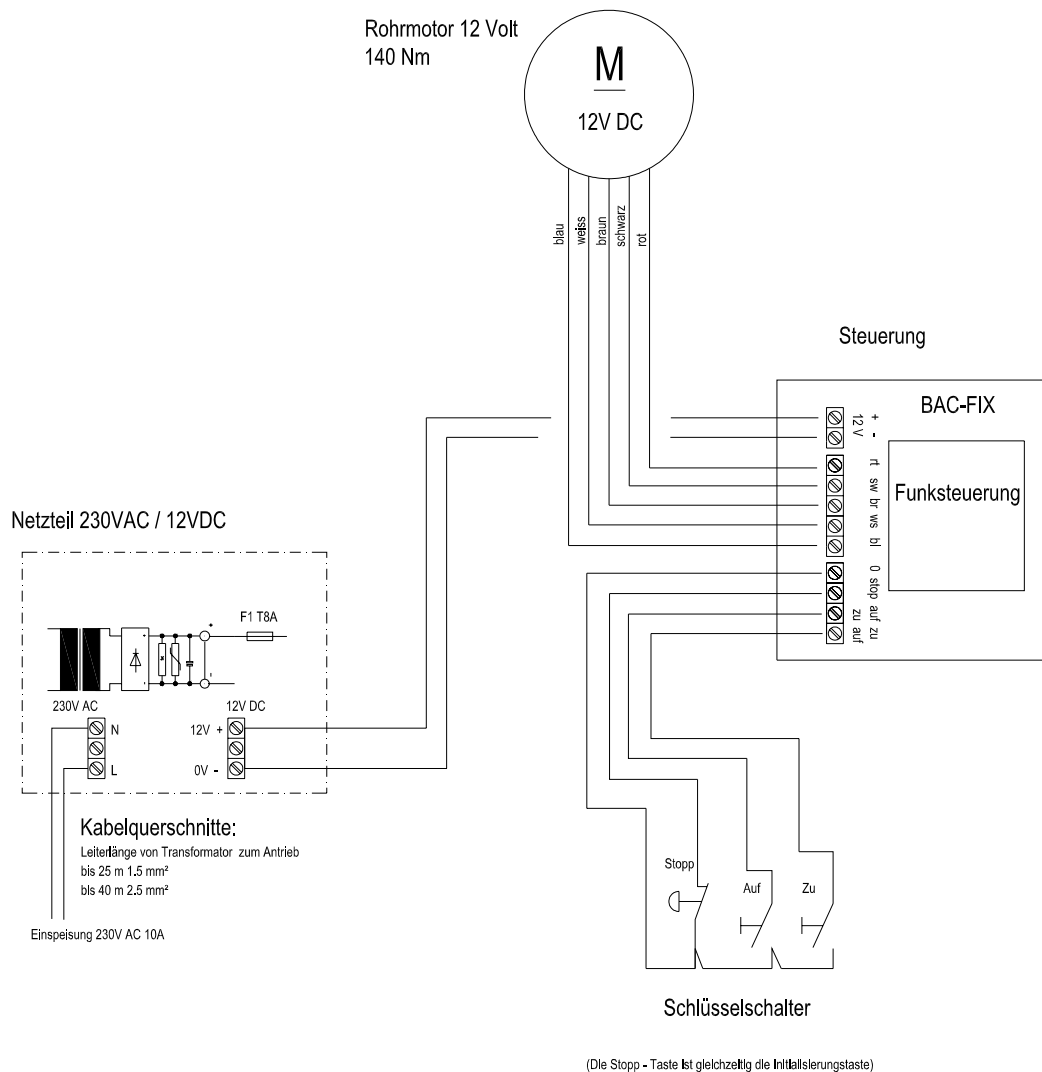 Rohrmotor 12 Volt
140 Nm
M
12V DC
blau
weiss
braun
schwarz
rot
Steuerung
BAC-FIX
Funksteuerung
12 V
+
-
rt
sw
br
ws
bl
0
stop
auf zu
zu auf
Netzteil 230VAC / 12VDC
F1 T8A
+
-
+
-
230V AC
12V DC
N
L
12V +
0V -
Kabelquerschnitte:
Leiterlänge von Transformator zum Antrieb
bis 25 m 1.5 mm²
bis 40 m 2.5 mm²
Einspeisung 230V AC 10A
Stopp
Auf
Zu
Schlüsselschalter
(Die Stopp - Taste ist gleichzeitig die Initialisierungstaste)